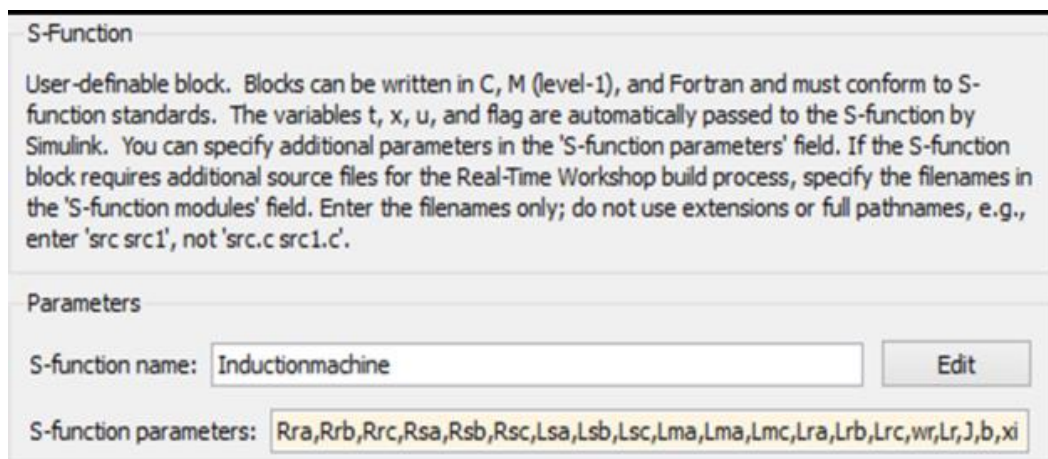 S-Function
User-definable block. Blocks can be written in C, M (level-1), and Fortran and must conform to S-
function standards. The variables t, x, u, and flag are automatically passed to the S-function by
Simulink. You can specify additional parameters in the 'S-function parameters' field. If the S-function
block requires additional source files for the Real-Time Workshop build process, specify the filenames in
the 'S-function modules' field. Enter the filenames only; do not use extensions or full pathnames, e.g.,
enter 'src src1', not 'src.c src1.c'.
Parameters
S-function name: Inductionmachine Edit
S-function parameters: Rra,Rrb,Rrc,Rsa,Rsb,Rsc,Lsa,Lsb,Lsc,Lma,Lma,Lmc,Lra,Lrb,Lrc,wr,Lr,J,b,xi